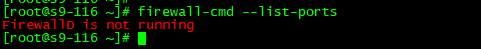 [root@s9-116 ~]# firewall-cmd --list-ports
FirewallD is not running
[root@s9-116 ~]#